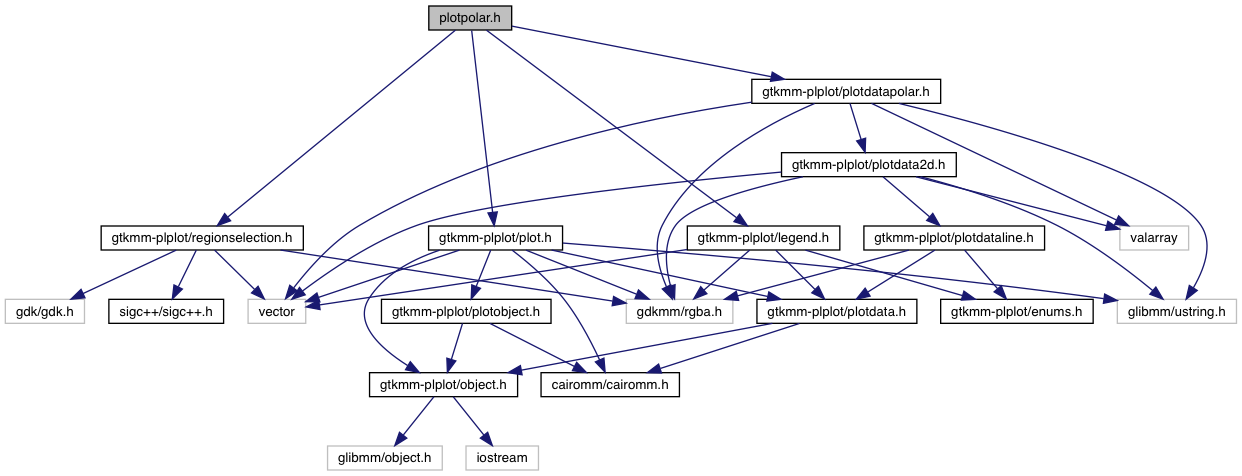 plotpolar.h
gtkmm-plplot/plotdatapolar.h
gtkmm-plplot/plotdata2d.h
gtkmm-plplot/regionselection.h
gtkmm-plplot/plot.h
gtkmm-plplot/legend.h
gtkmm-plplot/plotdataline.h
valarray
gdk/gdk.h
sigc++/sigc++.h
vector
gtkmm-plplot/plotobject.h
gdkmm/rgba.h
gtkmm-plplot/plotdata.h
gtkmm-plplot/enums.h
glibmm/ustring.h
gtkmm-plplot/object.h
cairomm/cairomm.h
glibmm/object.h
iostream